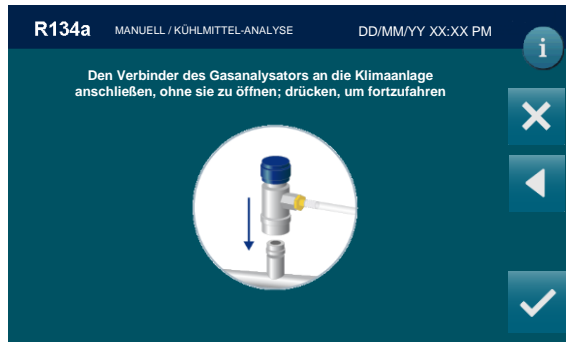 R134a MANUELL / KÜHLMITTEL-ANALYSE DD/MM/YY XX:XX PM
i
Den Verbinder des Gasanalysators an die Klimaanlage
anschließen, ohne sie zu öffnen; drücken, um fortzufahren